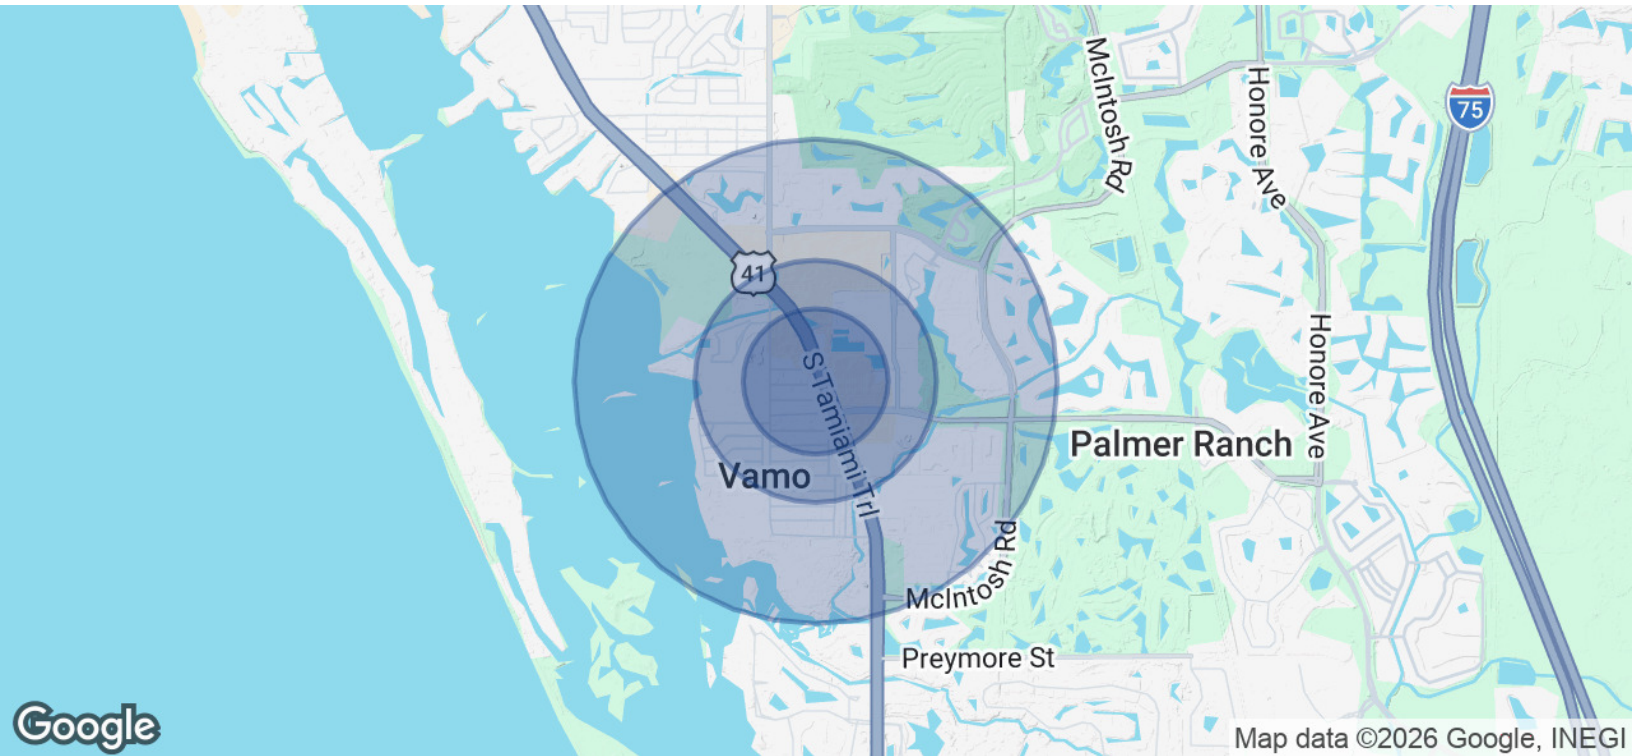 McIntosh Rd
Honore Ave
75
41
Honore Ave
S Tamiami Trl
Palmer Ranch
Vamo
McIntosh Rd
Preymore St
Google
Map data ©2026 Google, INEGI